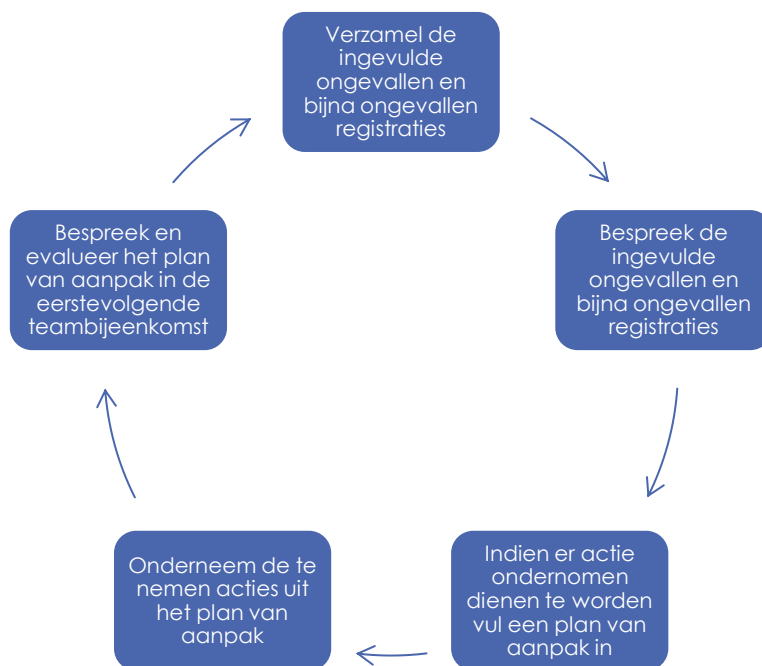 Verzamel de
ingevulde
ongevallen en
bijna ongevallen
registraties
Bespreek de
ingevulde
ongevallen en
bijna ongevallen
registraties
Indien er actie
ondernomen
dienen te worden
vul een plan van
aanpak in
Onderneem de te
nemen acties uit
het plan van
aanpak
Bespreek en
evalueer het plan
van aanpak in de
eerstevolgende
teambijeenkomst